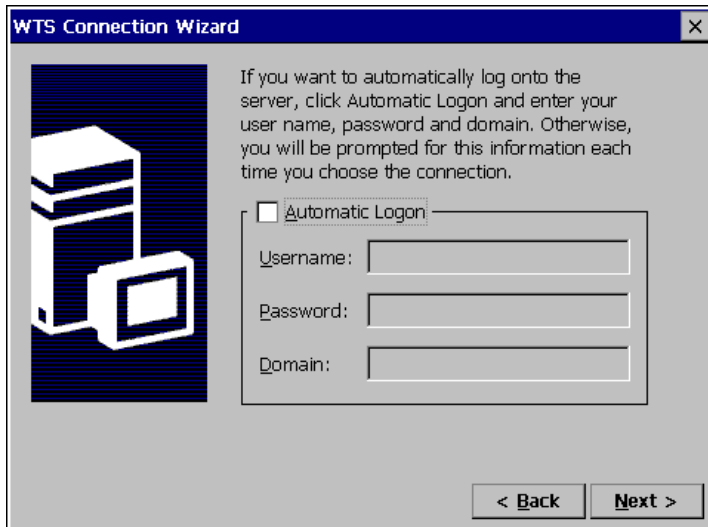 WTS Connection Wizard
If you want to automatically log onto the
server, click Automatic Logon and enter your
user name, password and domain. Otherwise,
you will be prompted for this information each
time you choose the connection.
Automatic Logon
Username:
Password:
Domain:
< Back
Next >